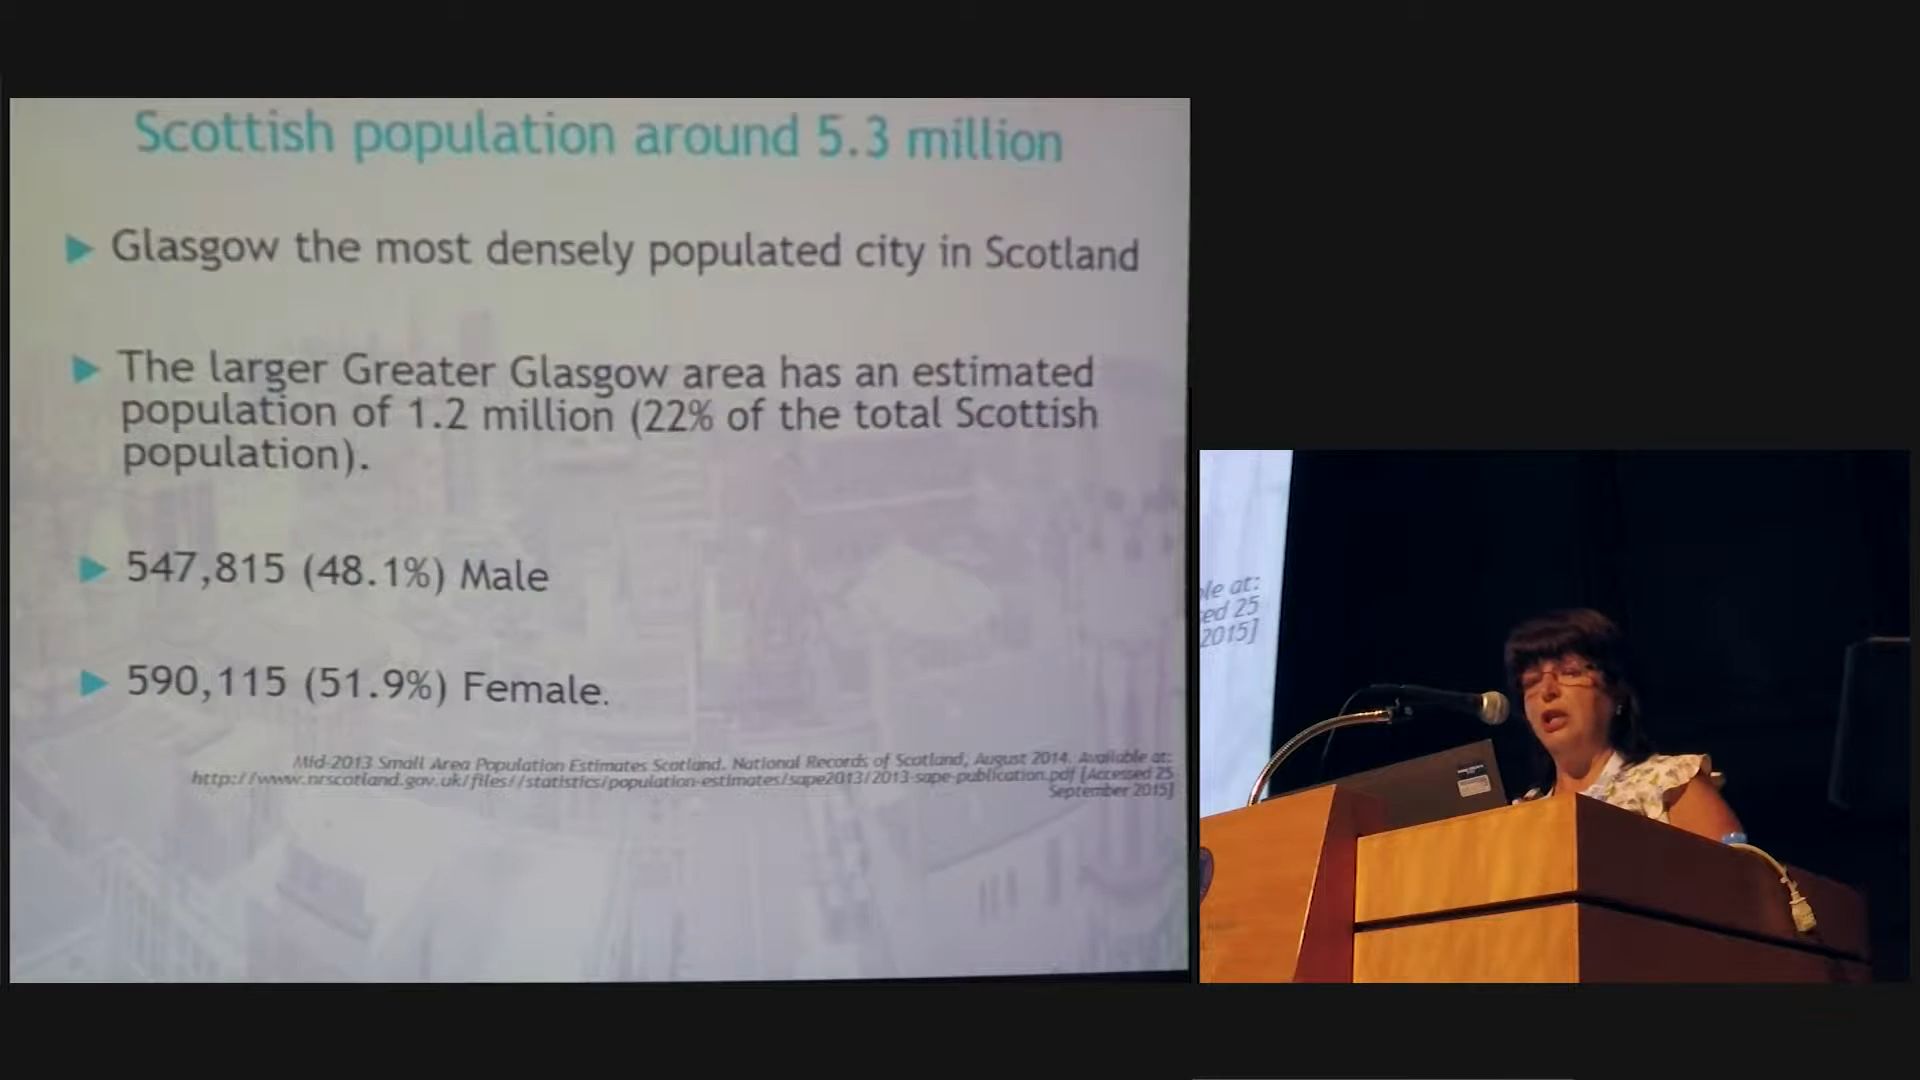 Scottish population around 5.3 million
Glasgow the most densely populated city in Scotland
The larger Greater Glasgow area has an estimated
population of 1.2 million (22% of the total Scottish
population).
547,815 (48.1%) Male
590,115 (51.9%) Female.
Mid-2013 Small Area Population Estimates Scotland. National Records of Scotland, August 2014. Available at:
http://www.nrscotland.gov.uk/files//statistics/population-estimates/sape2013/2013-sape-publication.pdf [Accessed 25
September 2015]
le at:
ed 25
2015]